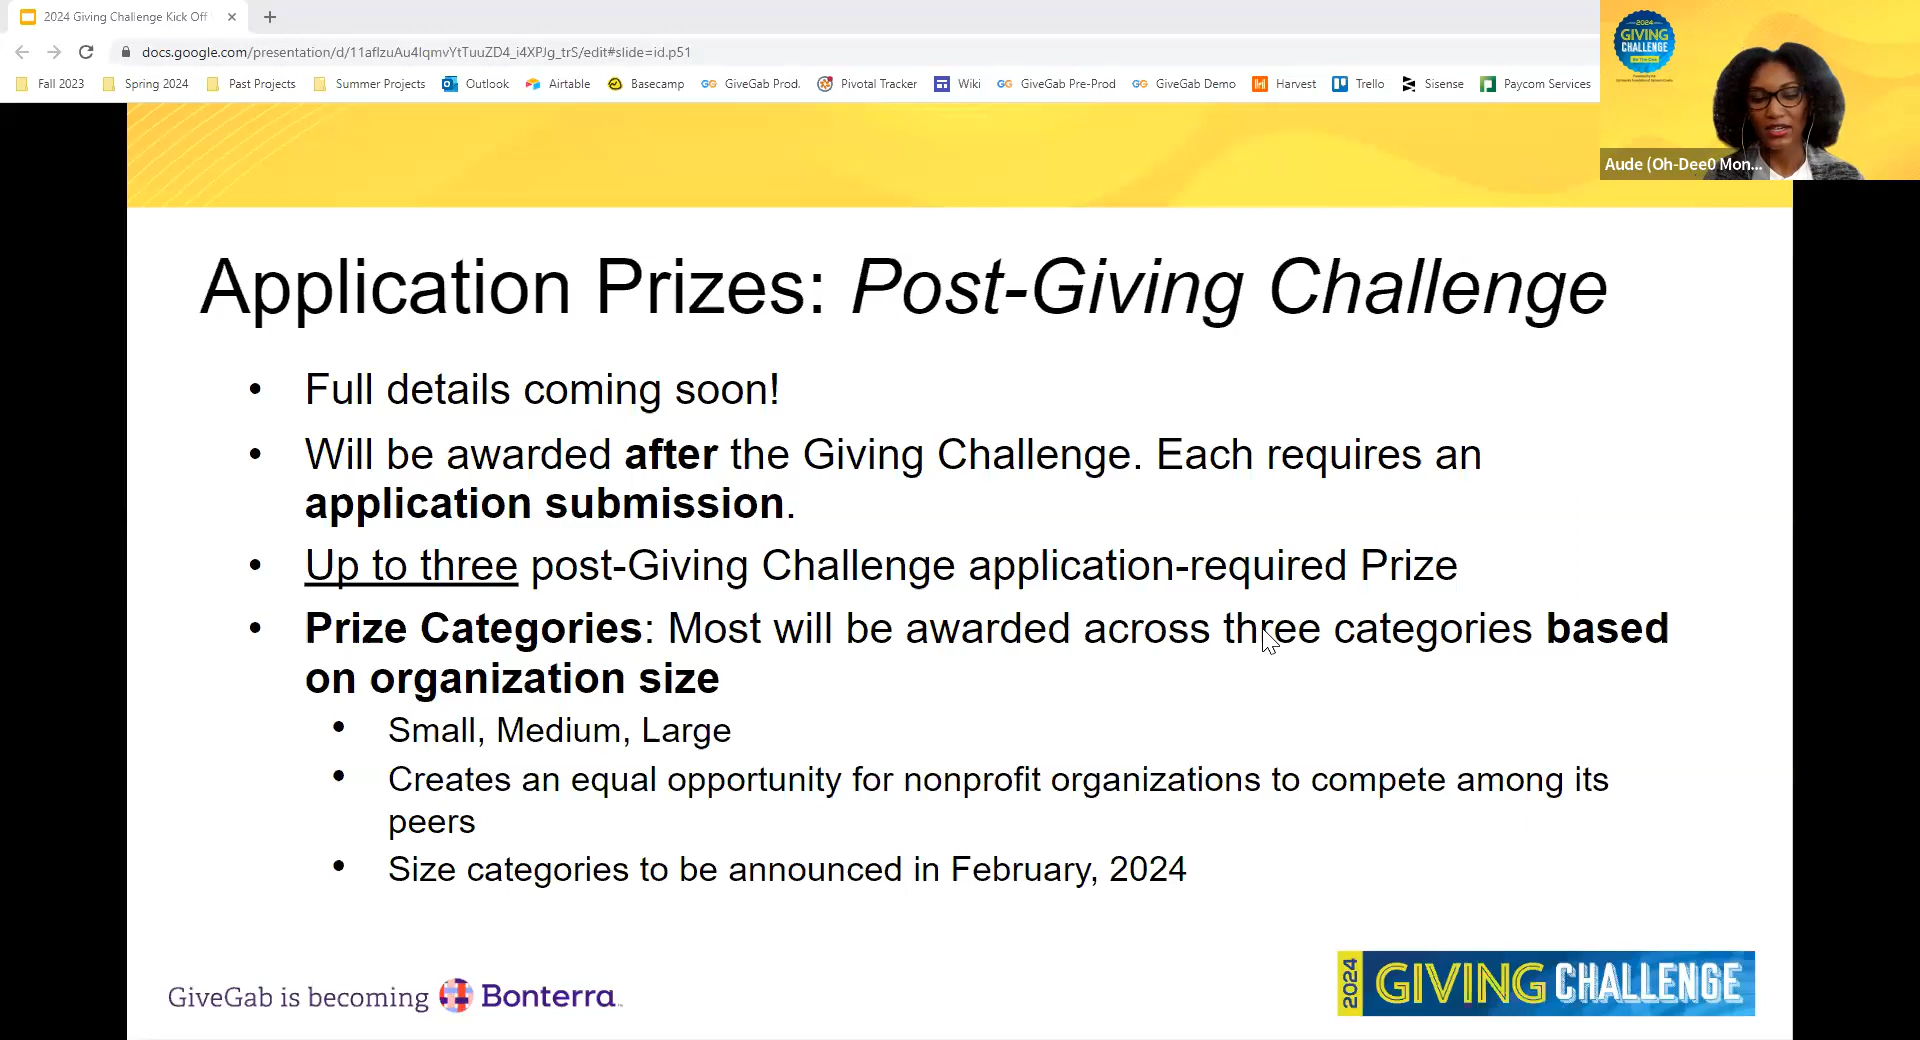 2024 Giving Challenge Kick Off
docs.google.com/presentation/d/11aflzuAu4IqmvYtTuuZD4_i4XPJg_trS/edit#slide=id.p51
Fall 2023 Spring 2024 Past Projects Summer Projects Outlook Airtable Basecamp GiveGab Prod. Pivotal Tracker Wiki GiveGab Pre-Prod GiveGab Demo Harvest Trello Sisense Paycom Services
2024
GIVING
CHALLENGE
Be The One
Aude (Oh-Dee0 Mon...
Application Prizes: Post-Giving Challenge
• Full details coming soon!
• Will be awarded after the Giving Challenge. Each requires an
application submission.
• Up to three post-Giving Challenge application-required Prize
• Prize Categories: Most will be awarded across three categories based
on organization size
• Small, Medium, Large
• Creates an equal opportunity for nonprofit organizations to compete among its
peers
• Size categories to be announced in February, 2024
GiveGab is becoming Bonterra
2024 GIVING CHALLENGE